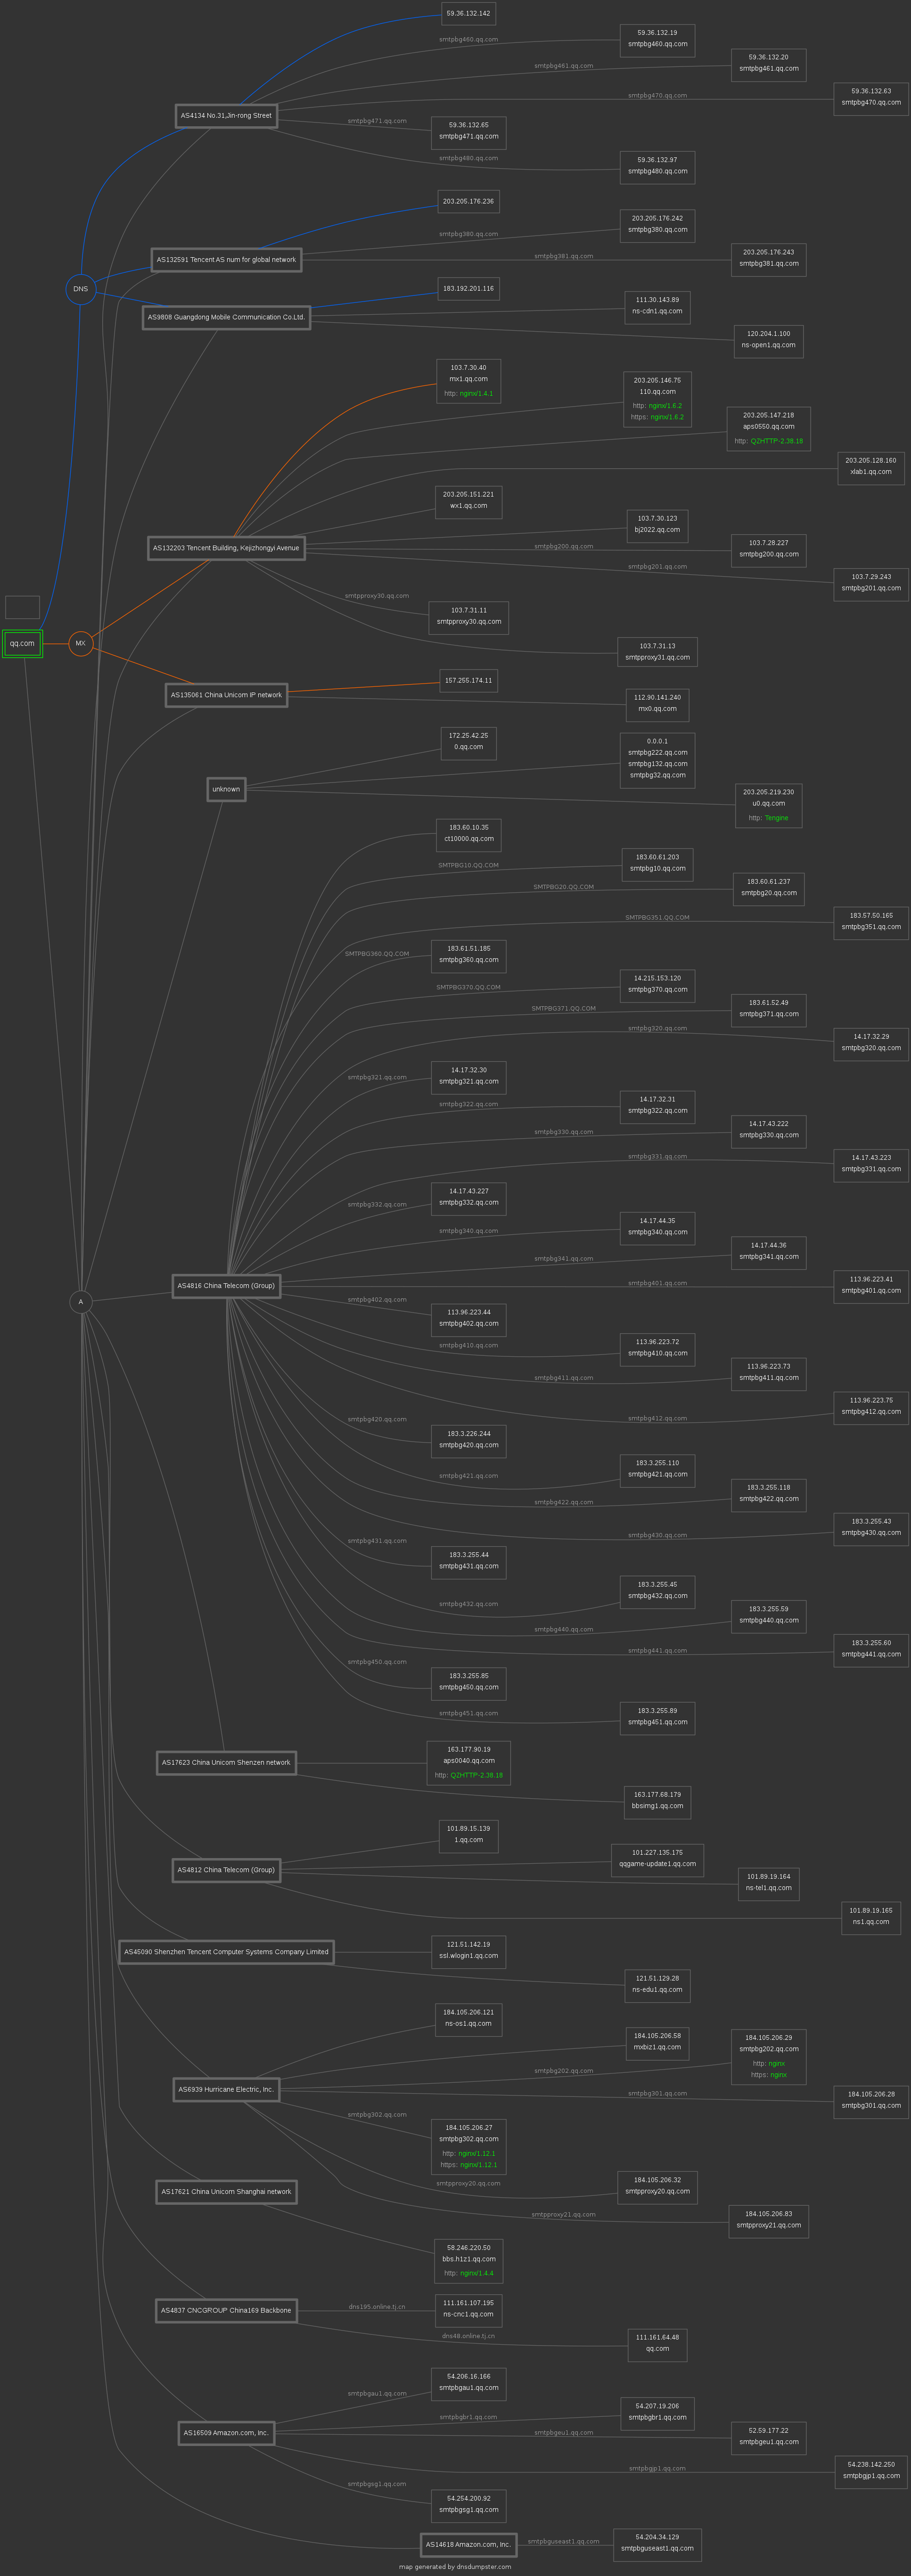 59.36.132.142
smtpbg460.qq.com
59.36.132.19
smtpbg460.qq.com
smtpbg461.qq.com
59.36.132.20
smtpbg461.qq.com
smtpbg470.qq.com
59.36.132.63
smtpbg470.qq.com
AS4134 No.31,Jin-rong Street
smtpbg471.qq.com
59.36.132.65
smtpbg471.qq.com
smtpbg480.qq.com
59.36.132.97
smtpbg480.qq.com
203.205.176.236
smtpbg380.qq.com
203.205.176.242
smtpbg380.qq.com
AS132591 Tencent AS num for global network
smtpbg381.qq.com
203.205.176.243
smtpbg381.qq.com
DNS
183.192.201.116
AS9808 Guangdong Mobile Communication Co.Ltd.
111.30.143.89
ns-cdn1.qq.com
120.204.1.100
ns-open1.qq.com
103.7.30.40
mx1.qq.com
http: nginx/1.4.1
203.205.146.75
110.qq.com
http: nginx/1.6.2
https: nginx/1.6.2
203.205.147.218
aps0550.qq.com
http: QZHTTP-2.38.18
203.205.128.160
xlab1.qq.com
203.205.151.221
wx1.qq.com
103.7.30.123
bj2022.qq.com
AS132203 Tencent Building, Kejizhongyi Avenue
smtpbg200.qq.com
103.7.28.227
smtpbg200.qq.com
smtpbg201.qq.com
103.7.29.243
smtpbg201.qq.com
smtpproxy30.qq.com
103.7.31.11
smtpproxy30.qq.com
103.7.31.13
smtpproxy31.qq.com
qq.com
MX
157.255.174.11
AS135061 China Unicom IP network
112.90.141.240
mx0.qq.com
172.25.42.25
0.qq.com
0.0.0.1
smtpbg222.qq.com
smtpbg132.qq.com
smtpbg32.qq.com
unknown
203.205.219.230
u0.qq.com
http: Tengine
183.60.10.35
ct10000.qq.com
SMTPBG10.QQ.COM
183.60.61.203
smtpbg10.qq.com
SMTPBG20.QQ.COM
183.60.61.237
smtpbg20.qq.com
SMTPBG351.QQ.COM
183.57.50.165
smtpbg351.qq.com
SMTPBG360.QQ.COM
183.61.51.185
smtpbg360.qq.com
SMTPBG370.QQ.COM
14.215.153.120
smtpbg370.qq.com
SMTPBG371.QQ.COM
183.61.52.49
smtpbg371.qq.com
smtpbg320.qq.com
14.17.32.29
smtpbg320.qq.com
smtpbg321.qq.com
14.17.32.30
smtpbg321.qq.com
smtpbg322.qq.com
14.17.32.31
smtpbg322.qq.com
smtpbg330.qq.com
14.17.43.222
smtpbg330.qq.com
smtpbg331.qq.com
14.17.43.223
smtpbg331.qq.com
smtpbg332.qq.com
14.17.43.227
smtpbg332.qq.com
smtpbg340.qq.com
14.17.44.35
smtpbg340.qq.com
smtpbg341.qq.com
14.17.44.36
smtpbg341.qq.com
AS4816 China Telecom (Group)
smtpbg401.qq.com
113.96.223.41
smtpbg401.qq.com
A
smtpbg402.qq.com
113.96.223.44
smtpbg402.qq.com
smtpbg410.qq.com
113.96.223.72
smtpbg410.qq.com
smtpbg411.qq.com
113.96.223.73
smtpbg411.qq.com
smtpbg412.qq.com
113.96.223.75
smtpbg412.qq.com
smtpbg420.qq.com
183.3.226.244
smtpbg420.qq.com
smtpbg421.qq.com
183.3.255.110
smtpbg421.qq.com
smtpbg422.qq.com
183.3.255.118
smtpbg422.qq.com
smtpbg430.qq.com
183.3.255.43
smtpbg430.qq.com
smtpbg431.qq.com
183.3.255.44
smtpbg431.qq.com
smtpbg432.qq.com
183.3.255.45
smtpbg432.qq.com
smtpbg440.qq.com
183.3.255.59
smtpbg440.qq.com
smtpbg441.qq.com
183.3.255.60
smtpbg441.qq.com
smtpbg450.qq.com
183.3.255.85
smtpbg450.qq.com
smtpbg451.qq.com
183.3.255.89
smtpbg451.qq.com
AS17623 China Unicom Shenzen network
163.177.90.19
aps0040.qq.com
http: QZHTTP-2.38.18
163.177.68.179
bbsimg1.qq.com
101.89.15.139
1.qq.com
101.227.135.175
qqgame-update1.qq.com
AS4812 China Telecom (Group)
101.89.19.164
ns-tel1.qq.com
101.89.19.165
ns1.qq.com
AS45090 Shenzhen Tencent Computer Systems Company Limited
121.51.142.19
ssl.wlogin1.qq.com
121.51.129.28
ns-edu1.qq.com
184.105.206.121
ns-os1.qq.com
184.105.206.58
mxbiz1.qq.com
smtpbg202.qq.com
184.105.206.29
smtpbg202.qq.com
http: nginx
https: nginx
AS6939 Hurricane Electric, Inc.
smtpbg301.qq.com
184.105.206.28
smtpbg301.qq.com
smtpbg302.qq.com
184.105.206.27
smtpbg302.qq.com
http: nginx/1.12.1
https: nginx/1.12.1
smtpproxy20.qq.com
184.105.206.32
smtpproxy20.qq.com
smtpproxy21.qq.com
184.105.206.83
smtpproxy21.qq.com
AS17621 China Unicom Shanghai network
58.246.220.50
bbs.h1z1.qq.com
http: nginx/1.4.4
AS4837 CNCGROUP China169 Backbone
dns195.online.tj.cn
111.161.107.195
ns-cnc1.qq.com
dns48.online.tj.cn
111.161.64.48
qq.com
smtpbgau1.qq.com
54.206.16.166
smtpbgau1.qq.com
smtpbgbr1.qq.com
54.207.19.206
smtpbgbr1.qq.com
AS16509 Amazon.com, Inc.
smtpbgeu1.qq.com
52.59.177.22
smtpbgeu1.qq.com
smtpbgjp1.qq.com
54.238.142.250
smtpbgjp1.qq.com
smtpbgsg1.qq.com
54.254.200.92
smtpbgsg1.qq.com
AS14618 Amazon.com, Inc.
smtpbguseast1.qq.com
54.204.34.129
smtpbguseast1.qq.com
map generated by dnsdumpster.com